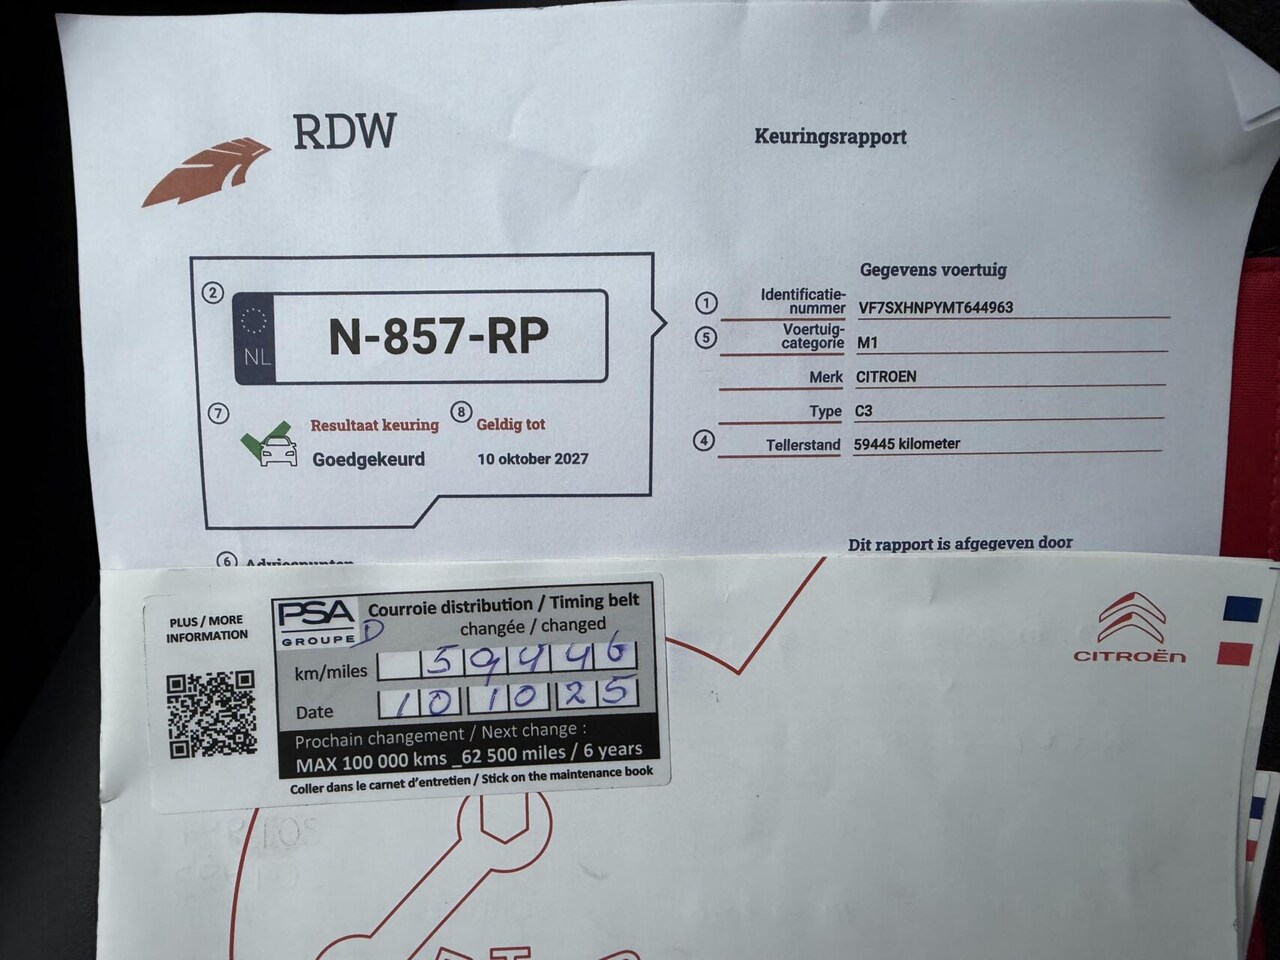 RDW
Keuringsrapport
2
NL
N-857-RP
7
Resultaat keuring
Goedgekeurd
8
Geldig tot
10 oktober 2027
Gegevens voertuig
1
Identificatie-
nummer
VF7SXHNPYMT644963
5
Voertuig-
categorie
M1
Merk
CITROEN
Type
C3
4
Tellerstand
59445 kilometer
6
Adviespunten
Dit rapport is afgegeven door
PLUS / MORE
INFORMATION
PSA
GROUPE
D
Courroie distribution / Timing belt
changée / changed
km/miles
59446
Date
10 10 25
Prochain changement / Next change :
MAX 100 000 kms _62 500 miles / 6 years
Coller dans le carnet d'entretien / Stick on the maintenance book
CITROËN